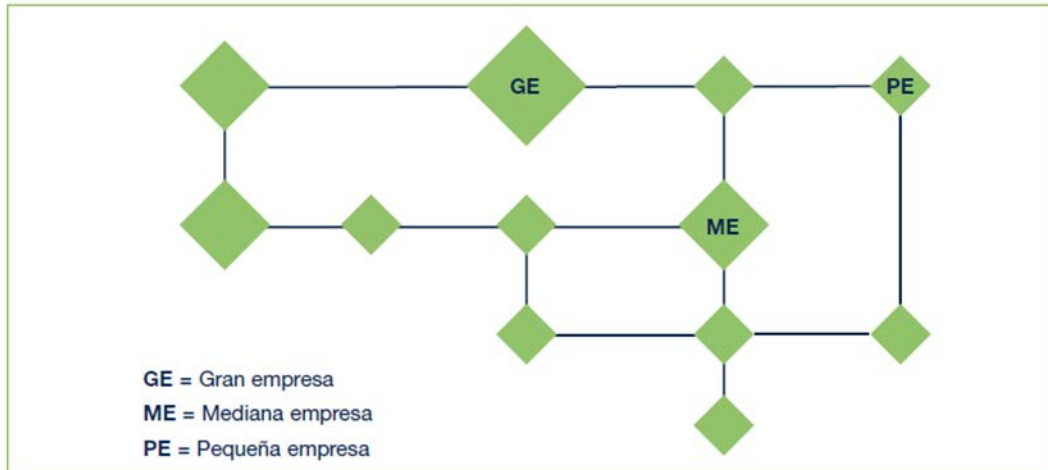 GE
PE
ME
GE = Gran empresa
ME = Mediana empresa
PE = Pequeña empresa